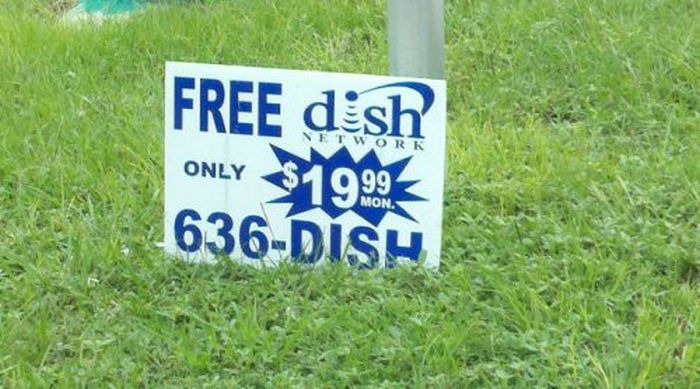 FREE dish
NETWORK
ONLY $19.99
MON.
636-DISH